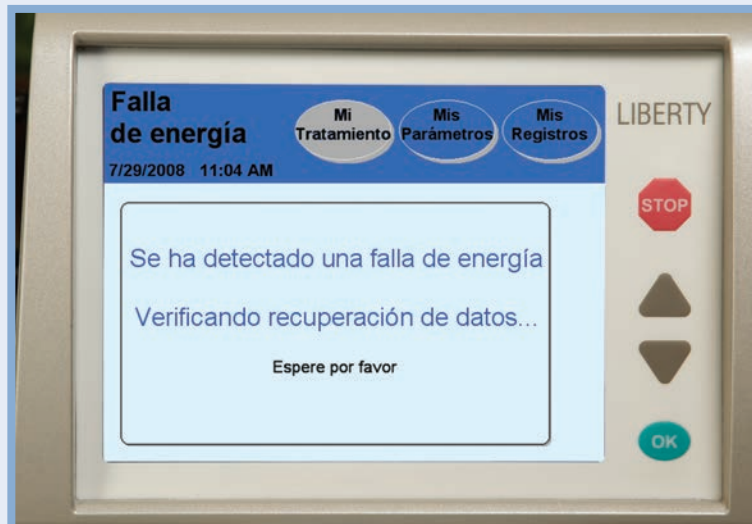 Falla
de energía
7/29/2008 11:04 AM
Mi
Tratamiento
Mis
Parámetros
Mis
Registros
LIBERTY
STOP
Se ha detectado una falla de energía
Verificando recuperación de datos...
Espere por favor
OK